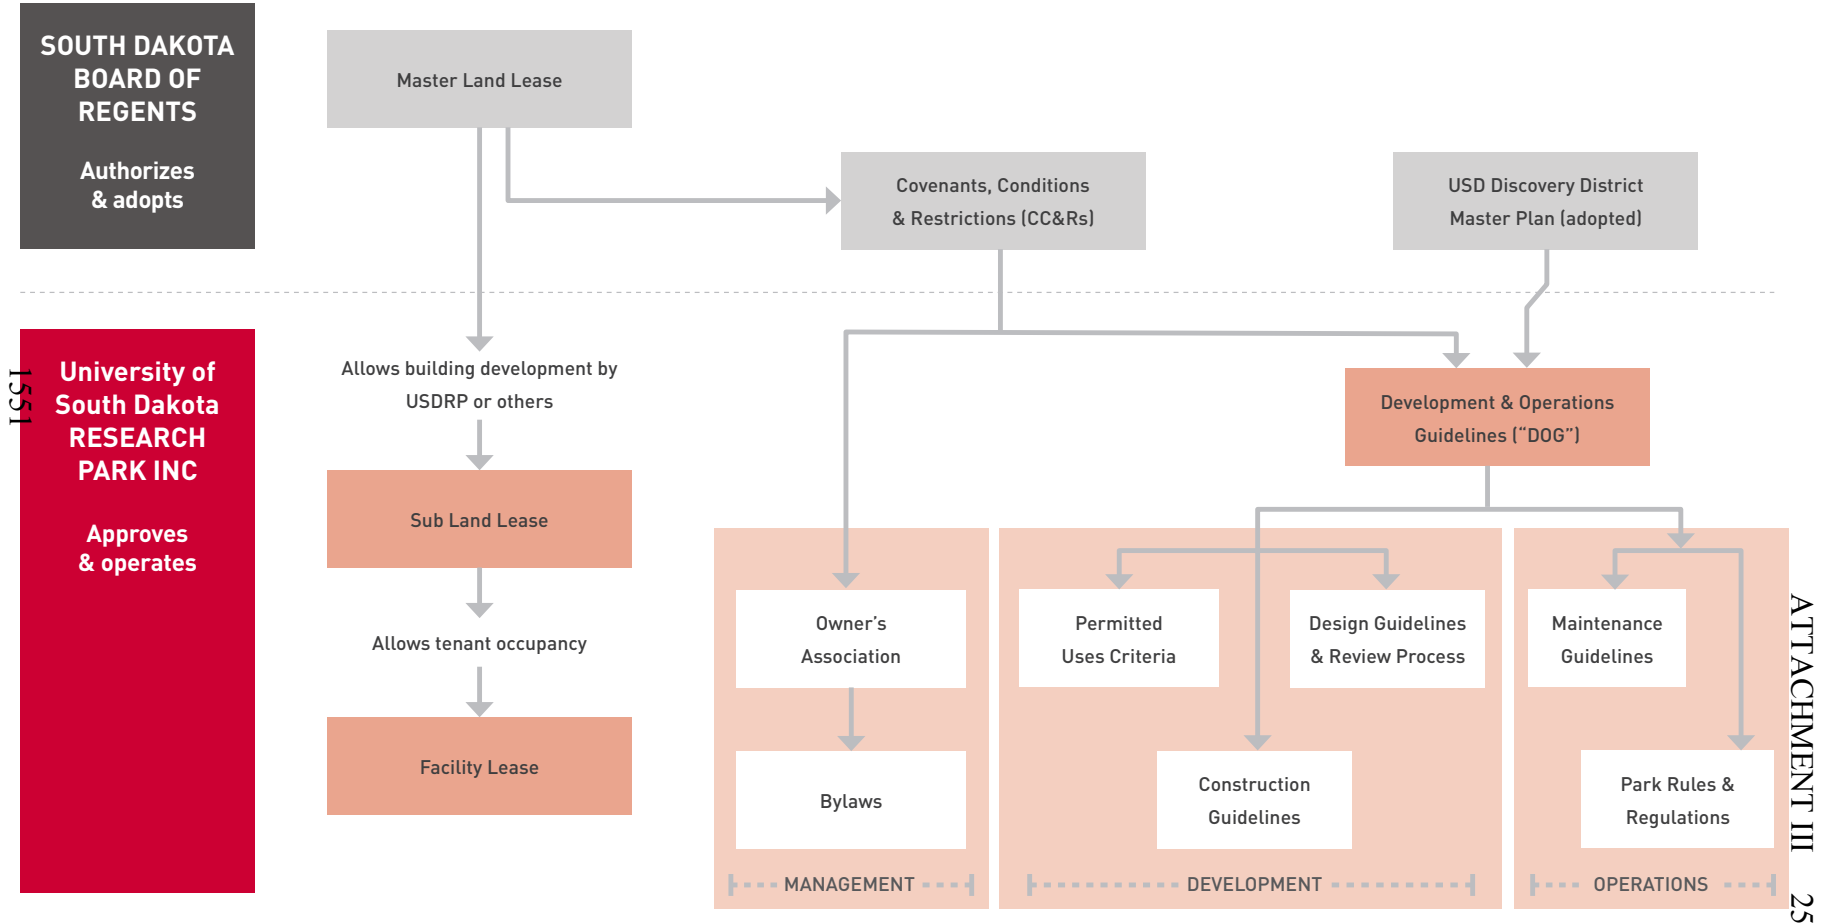 SOUTH DAKOTA
BOARD OF
REGENTS
Authorizes
& adopts
Master Land Lease
Covenants, Conditions
& Restrictions (CC&Rs)
USD Discovery District
Master Plan (adopted)
University of
South Dakota
RESEARCH
PARK INC
Approves
& operates
1551
Allows building development by
USDRP or others
Sub Land Lease
Allows tenant occupancy
Facility Lease
Development & Operations
Guidelines (“DOG”)
Owner’s
Association
Bylaws
MANAGEMENT
Permitted
Uses Criteria
Design Guidelines
& Review Process
Construction
Guidelines
DEVELOPMENT
Maintenance
Guidelines
Park Rules &
Regulations
OPERATIONS
ATTACHMENT III 25